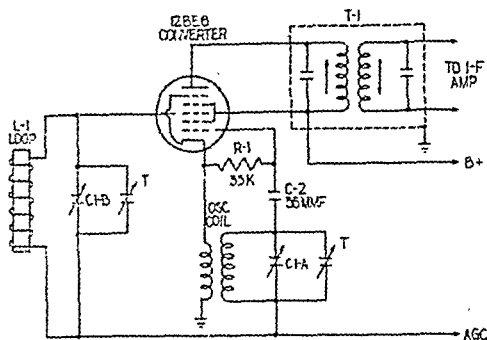 12BE6
CONVERTER
T-1
TO I-F
AMP
L-1
LOOP
R-1
33K
B+
C1-B
T
C-2
56MMF
OSC
COIL
C1-A
T
AGC